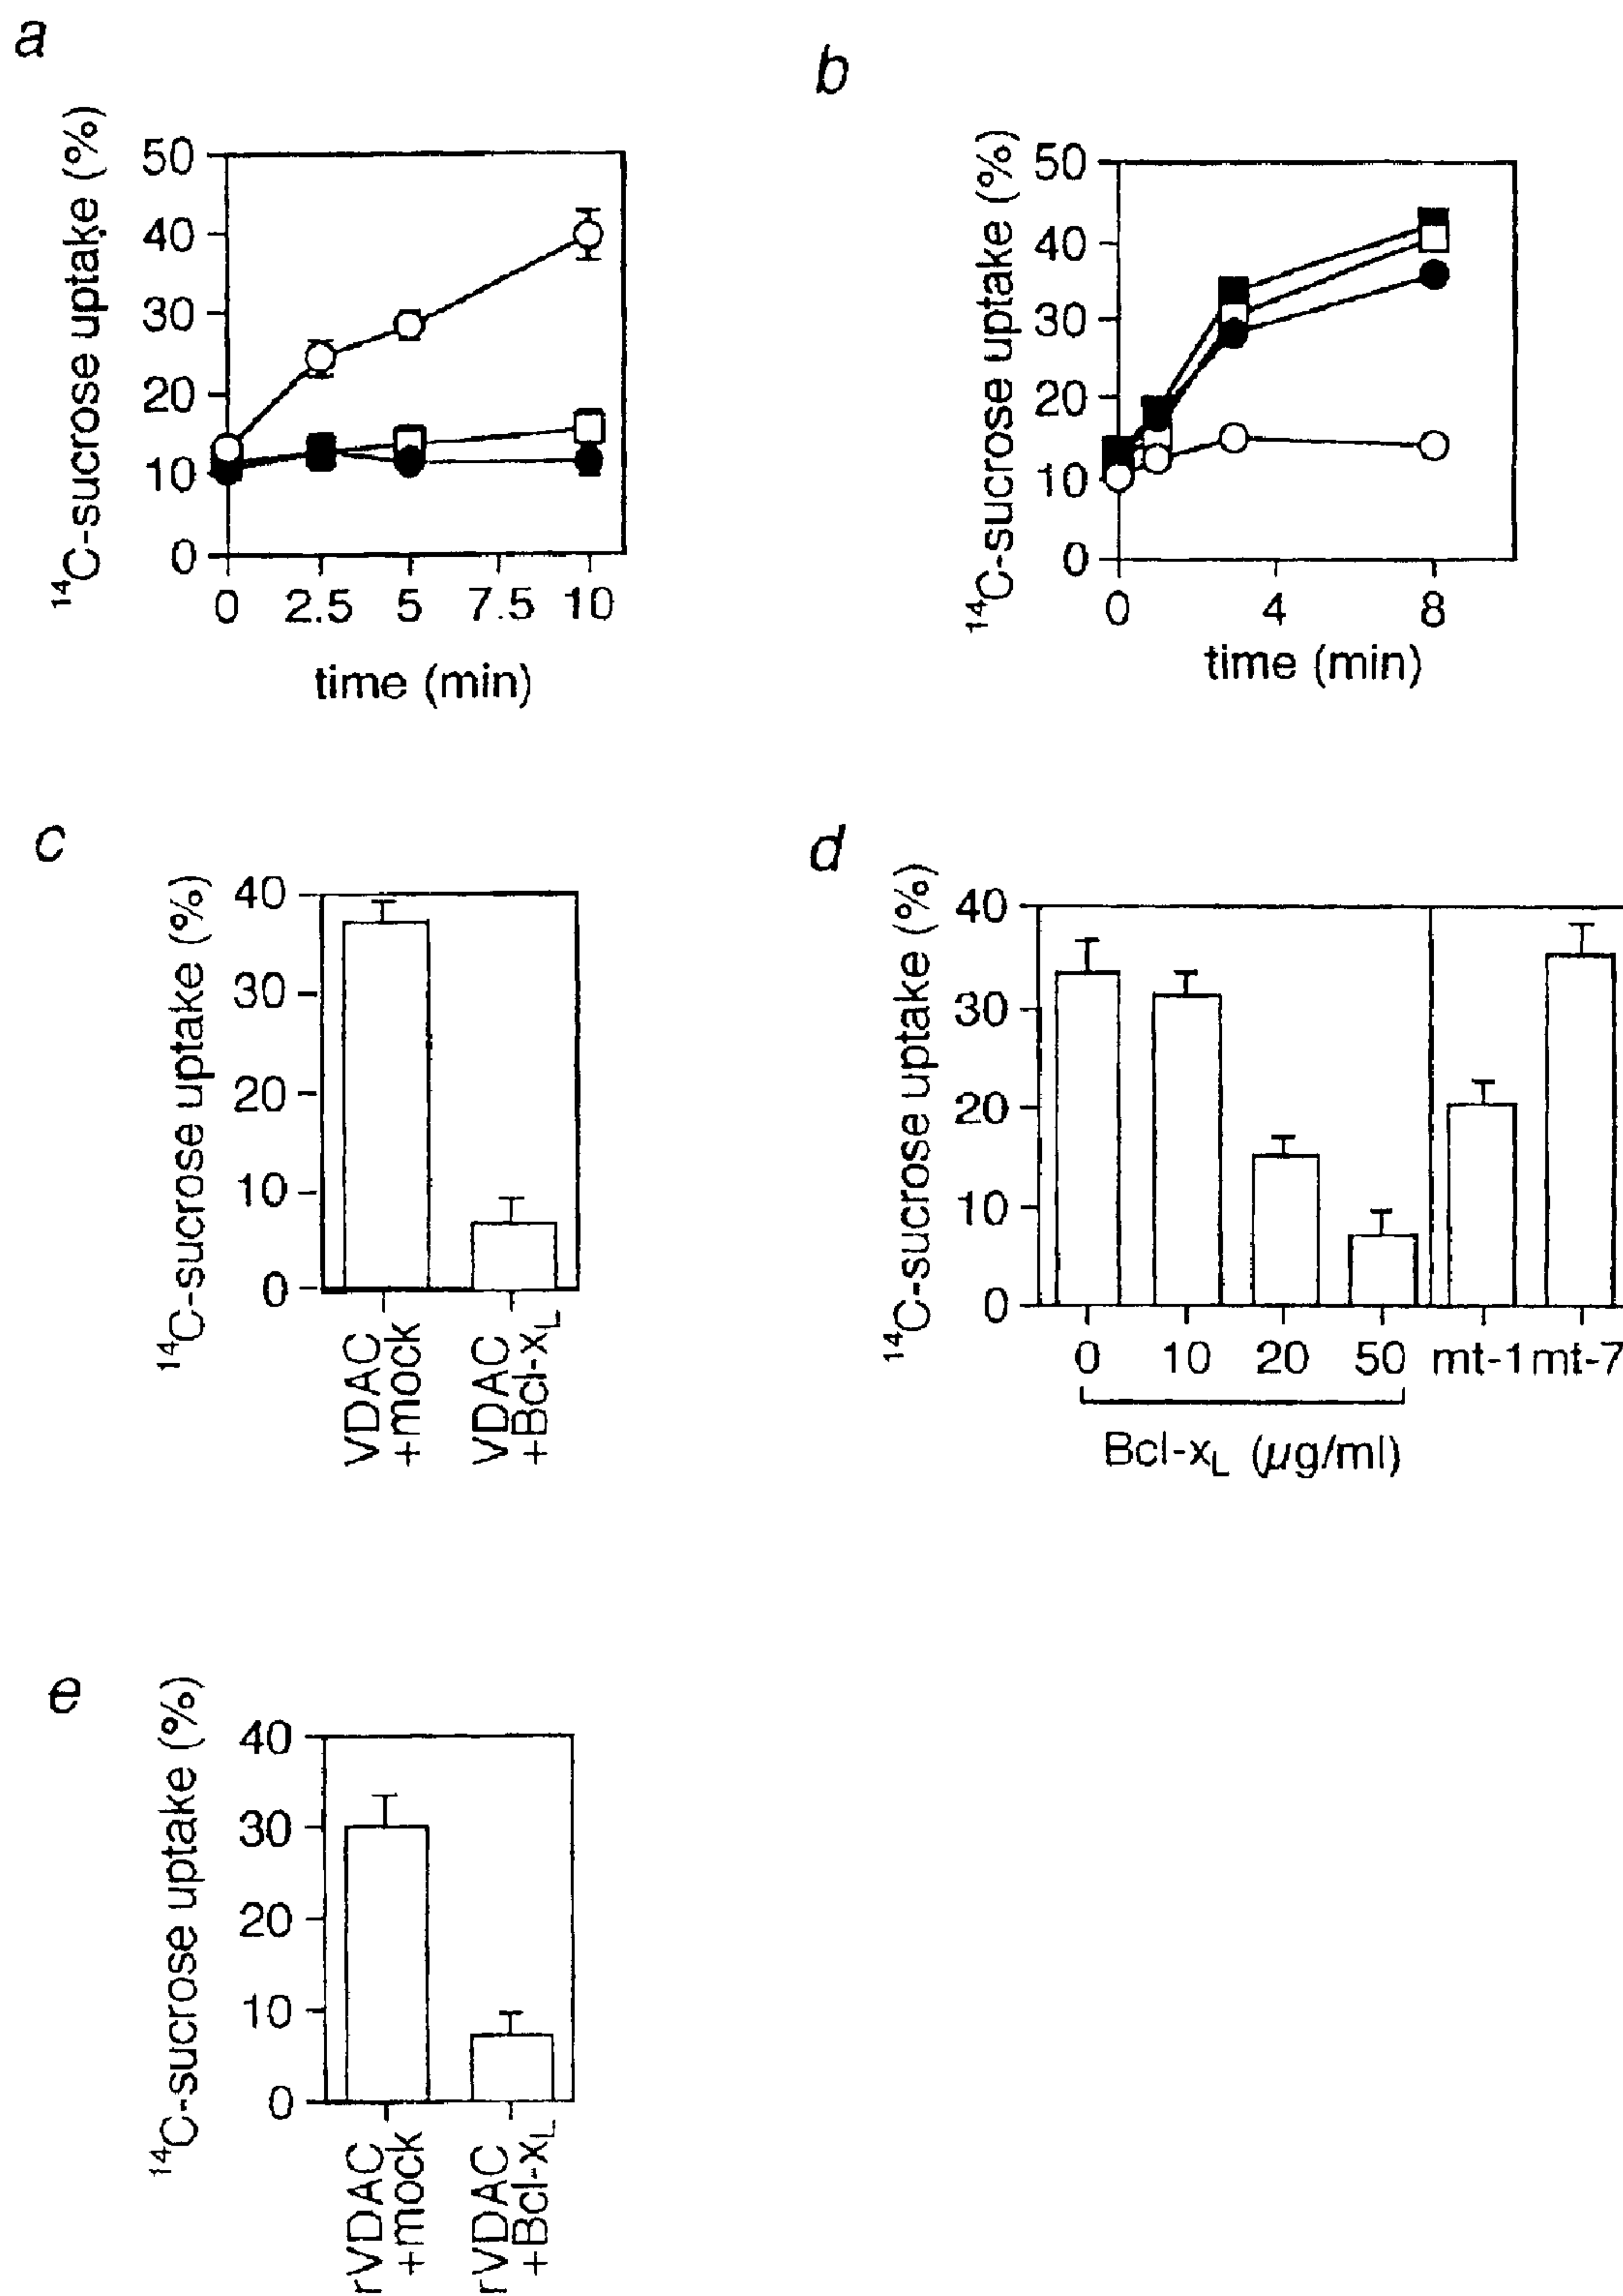 a
¹⁴C-sucrose uptake (%)
50
40
30
20
10
0
0 2.5 5 7.5 10
time (min)
b
¹⁴C-sucrose uptake (%)
50
40
30
20
10
0
0 4 8
time (min)
c
¹⁴C-sucrose uptake (%)
40
30
20
10
0
VDAC
+mock
VDAC
+Bcl-xL
d
¹⁴C-sucrose uptake (%)
40
30
20
10
0
0 10 20 50 mt-1 mt-7
Bcl-xL (μg/ml)
e
¹⁴C-sucrose uptake (%)
40
30
20
10
0
rVDAC
+mock
rVDAC
+Bcl-xL